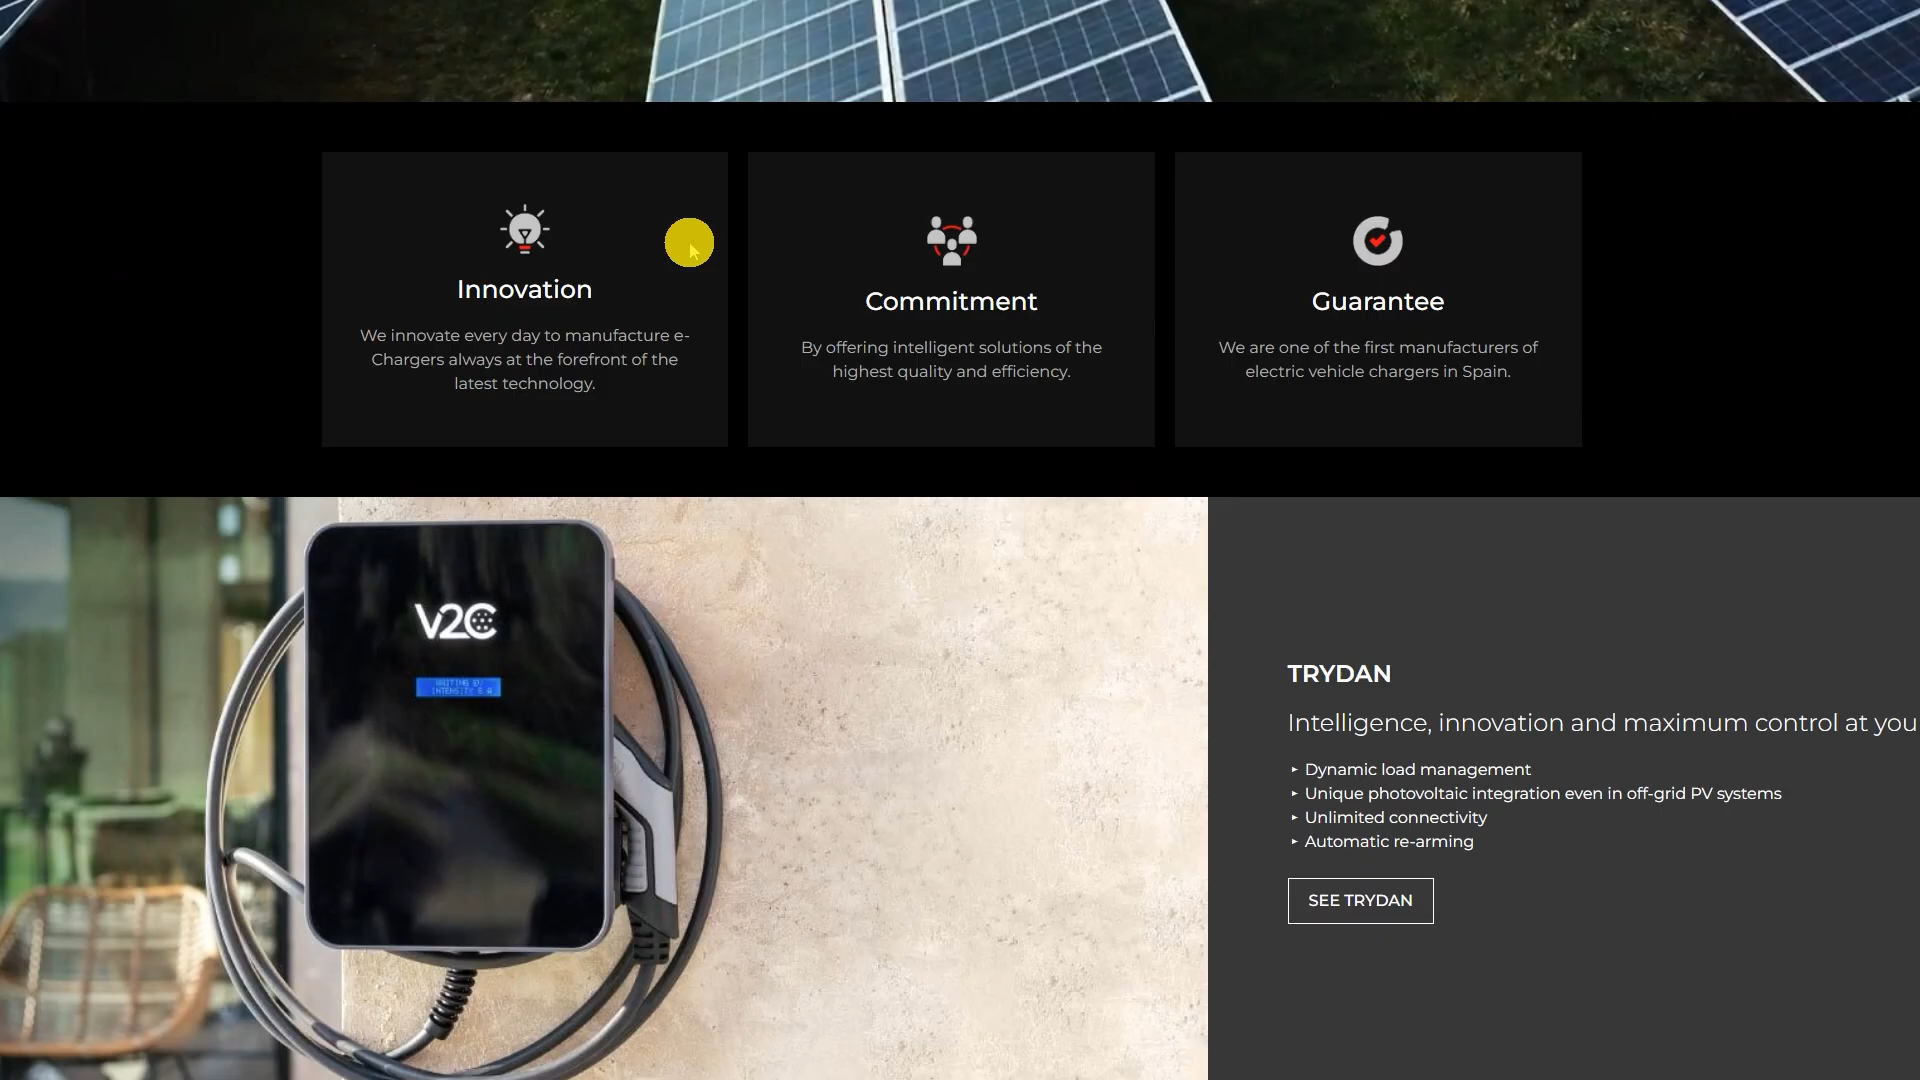 Innovation
We innovate every day to manufacture e-
Chargers always at the forefront of the
latest technology.
Commitment
By offering intelligent solutions of the
highest quality and efficiency.
Guarantee
We are one of the first manufacturers of
electric vehicle chargers in Spain.
V2C
INTENSITY 6 A
TRYDAN
Intelligence, innovation and maximum control at you
‣ Dynamic load management
‣ Unique photovoltaic integration even in off-grid PV systems
‣ Unlimited connectivity
‣ Automatic re-arming
SEE TRYDAN